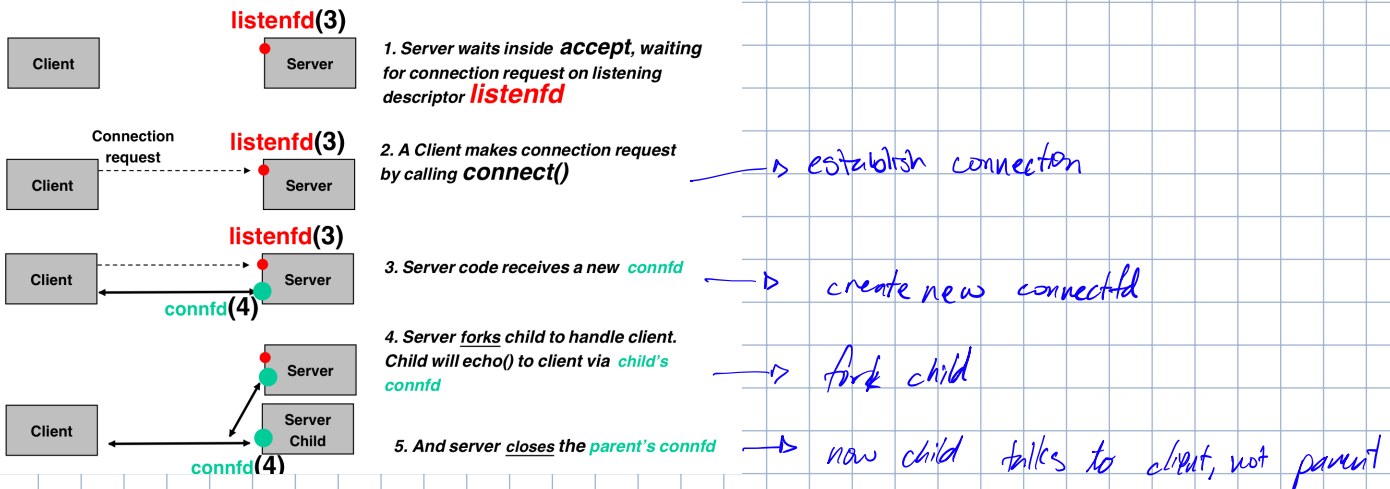 listenfd(3)
Client
Server
1. Server waits inside accept, waiting
for connection request on listening
descriptor listenfd
Connection
request
listenfd(3)
Client
Server
2. A Client makes connection request
by calling connect()
establish connection
listenfd(3)
Client
Server
connfd(4)
3. Server code receives a new connfd
create new connectfd
4. Server forks child to handle client.
Child will echo() to client via child's
connfd
fork child
Server
Client
Server
Child
connfd(4)
5. And server closes the parent's connfd
now child talks to client, not parent